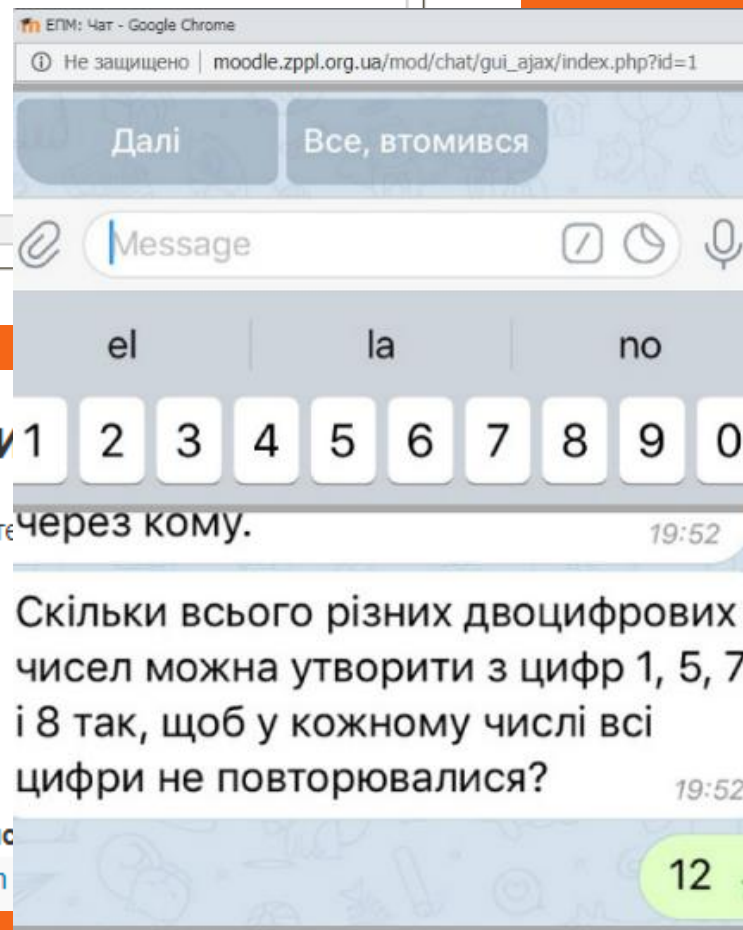 ЕПМ: Чат - Google Chrome
Не защищено | moodle.zppl.org.ua/mod/chat/gui_ajax/index.php?id=1
Далі Все, втомився
Message
el la no
1 2 3 4 5 6 7 8 9 0
через кому.
19:52
Скільки всього різних двоцифрових
чисел можна утворити з цифр 1, 5, 7
і 8 так, щоб у кожному числі всі
цифри не повторювалися?
19:52
12